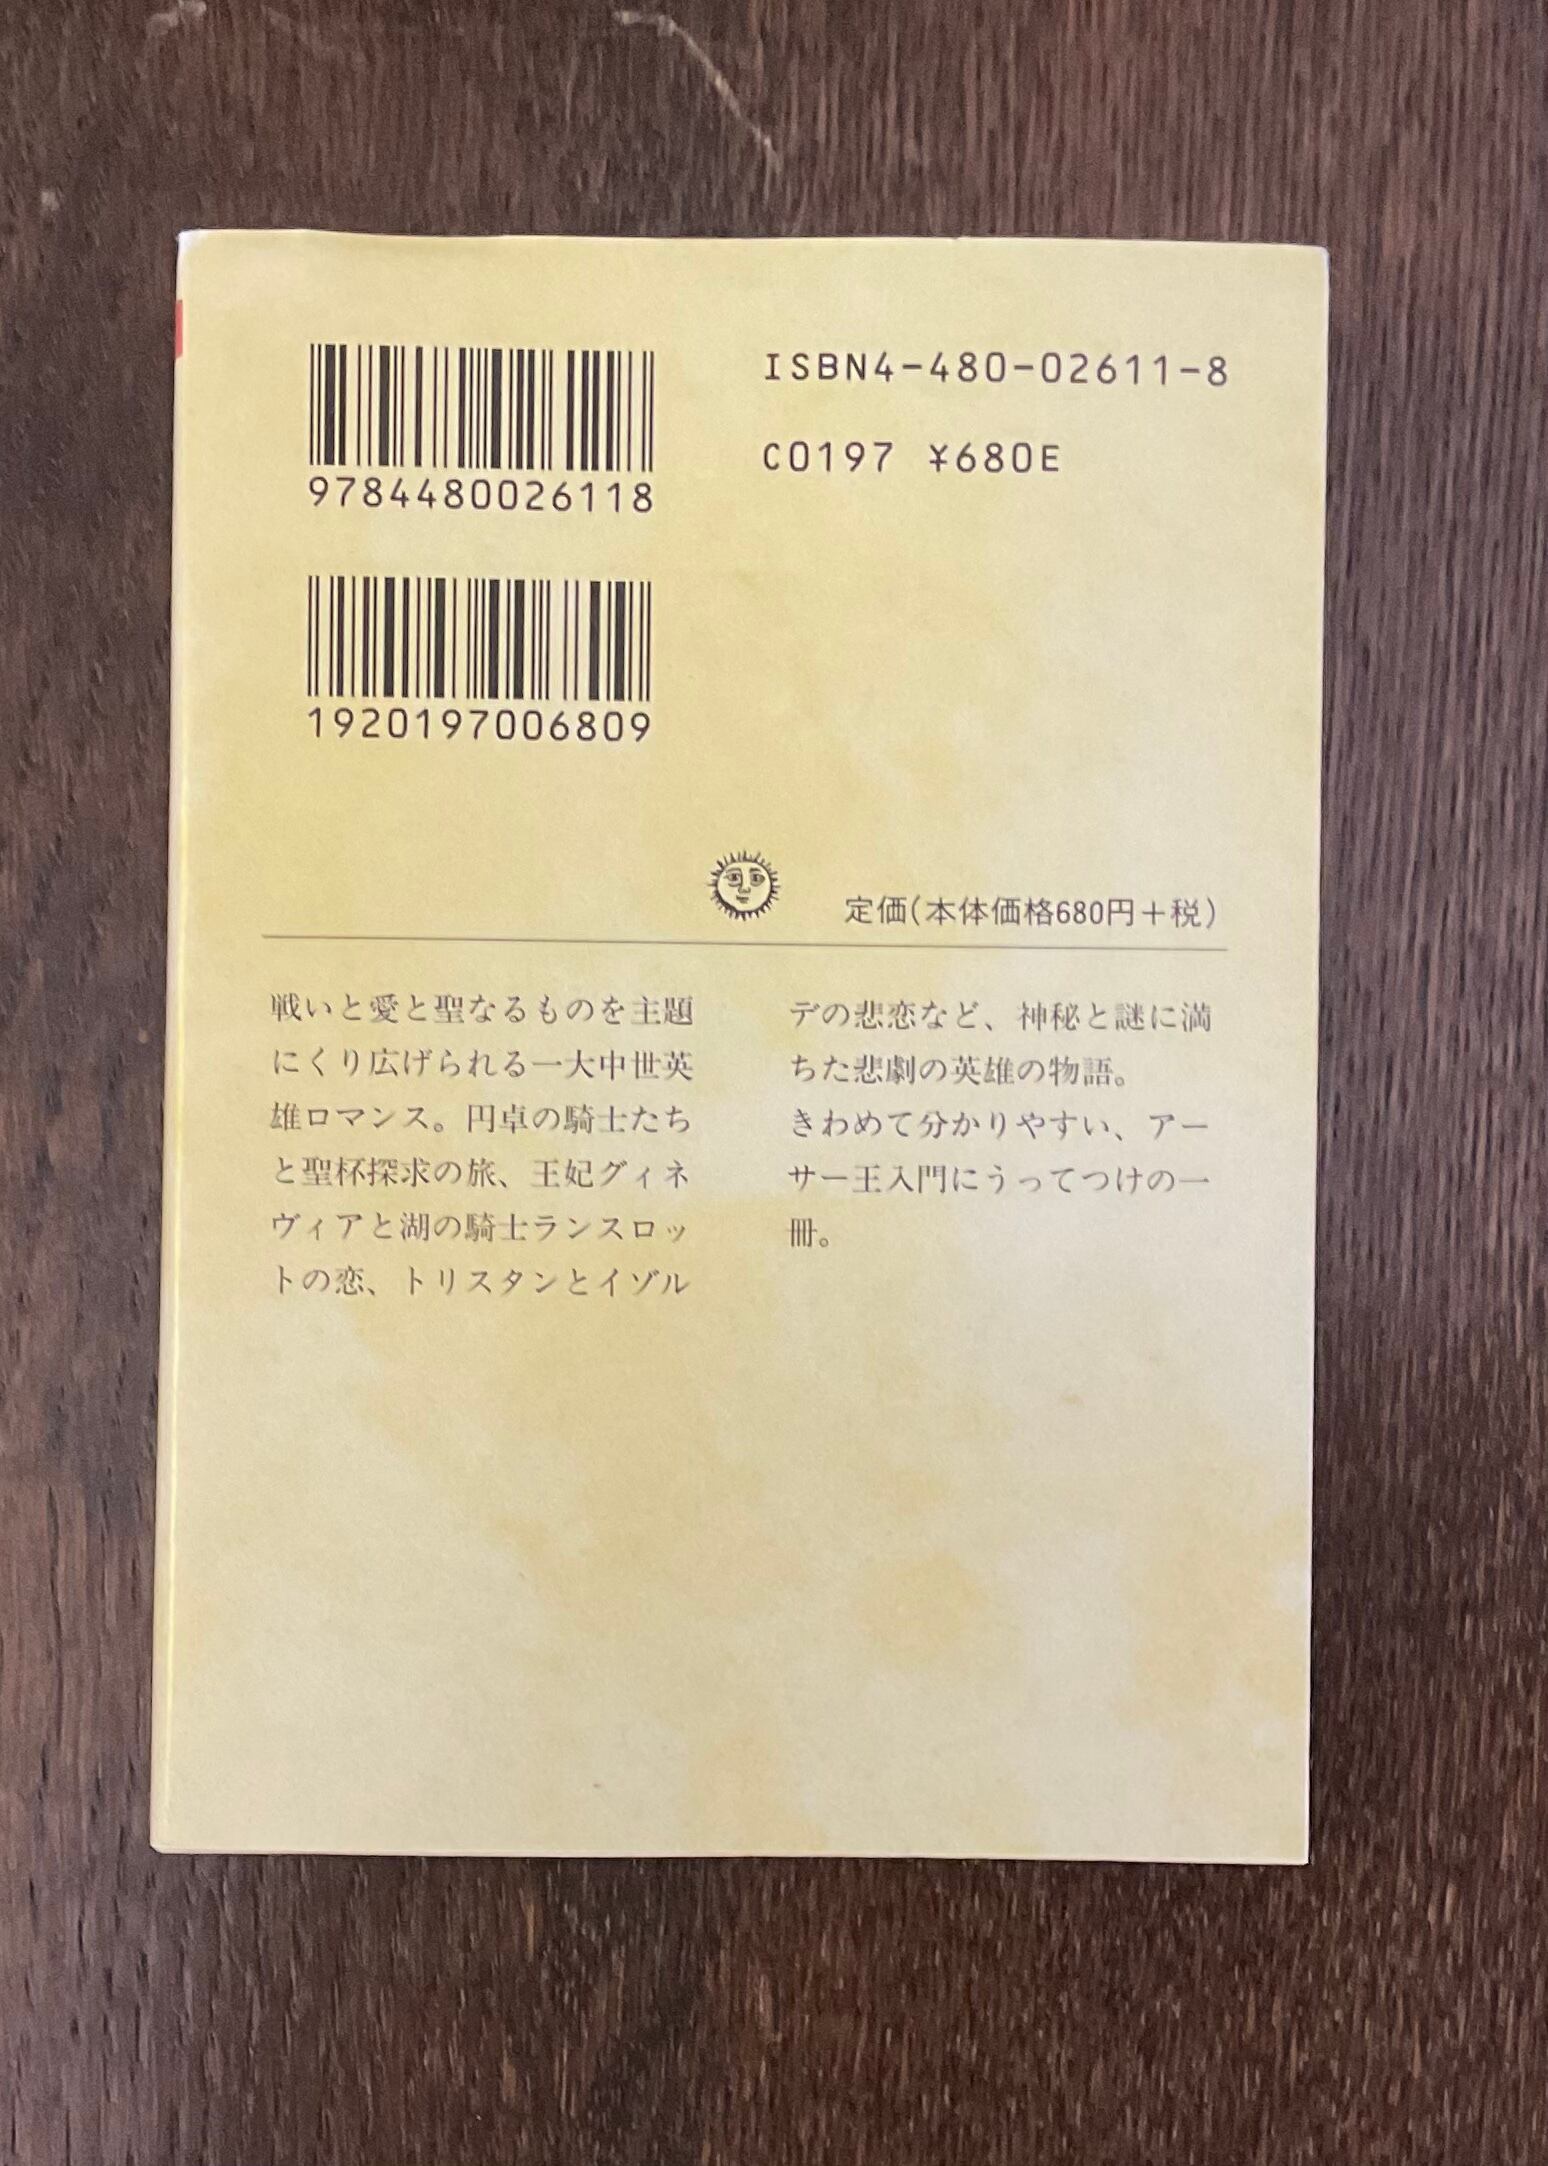 9784480026118
1920197006809
ISBN4-480-02611-8
C0197 ¥680E
定価(本体価格680円+税)
戦いと愛と聖なるものを主題
にくり広げられる一大中世英
雄ロマンス。円卓の騎士たち
と聖杯探求の旅、王妃グィネ
ヴィアと湖の騎士ランスロッ
トの恋、トリスタンとイゾル
デの悲恋など、神秘と謎に満
ちた悲劇の英雄の物語。
きわめて分かりやすい、アー
サー王入門にうってつけの一
冊。